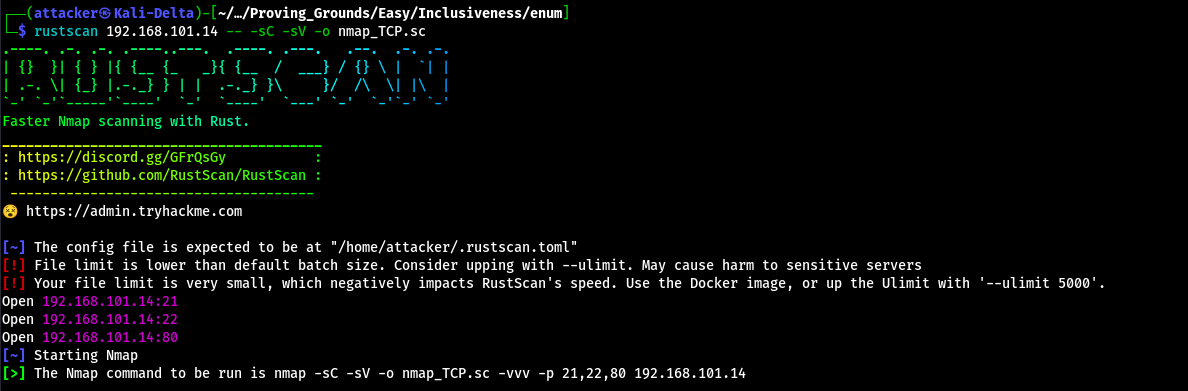 ┌──(attacker㉿Kali-Delta)-[~/…/Proving_Grounds/Easy/Inclusiveness/enum]
└─$ rustscan 192.168.101.14 -- -sC -sV -o nmap_TCP.sc
.----. .-. .-. .----..---.  .----. .---.   .--.  .-. .-.
| {}  }| { } |{ {__ {_   _}{ {__  /  ___} / {} \ |  `| |
| .-. \| {_} |.-._} } | |  .-._} }\     }/  /\  \| |\  |
`-' `-'`-----'`----'  `-'  `----'  `---' `-'  `-'`-' `-'
Faster Nmap scanning with Rust.
________________________________________
: https://discord.gg/GFrQsGy           :
: https://github.com/RustScan/RustScan :
 --------------------------------------
😵 https://admin.tryhackme.com
[~] The config file is expected to be at "/home/attacker/.rustscan.toml"
[!] File limit is lower than default batch size. Consider upping with --ulimit. May cause harm to sensitive servers
[!] Your file limit is very small, which negatively impacts RustScan's speed. Use the Docker image, or up the Ulimit with '--ulimit 5000'.
Open 192.168.101.14:21
Open 192.168.101.14:22
Open 192.168.101.14:80
[~] Starting Nmap
[>] The Nmap command to be run is nmap -sC -sV -o nmap_TCP.sc -vvv -p 21,22,80 192.168.101.14